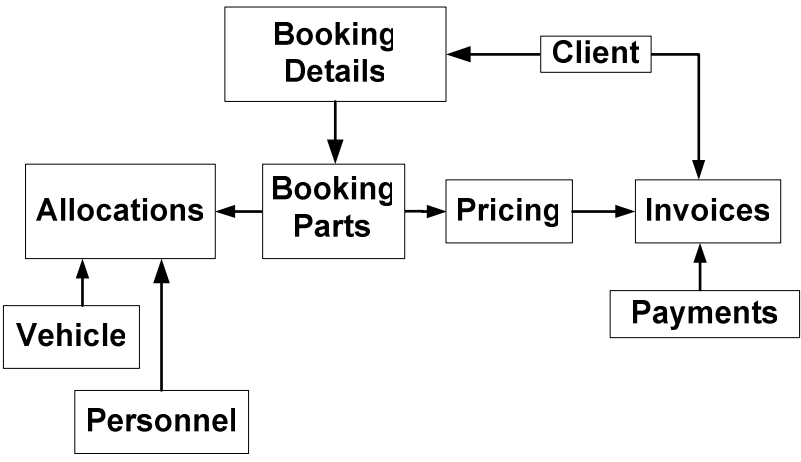 Booking
Details
Client
Allocations
Booking
Parts
Pricing
Invoices
Vehicle
Payments
Personnel